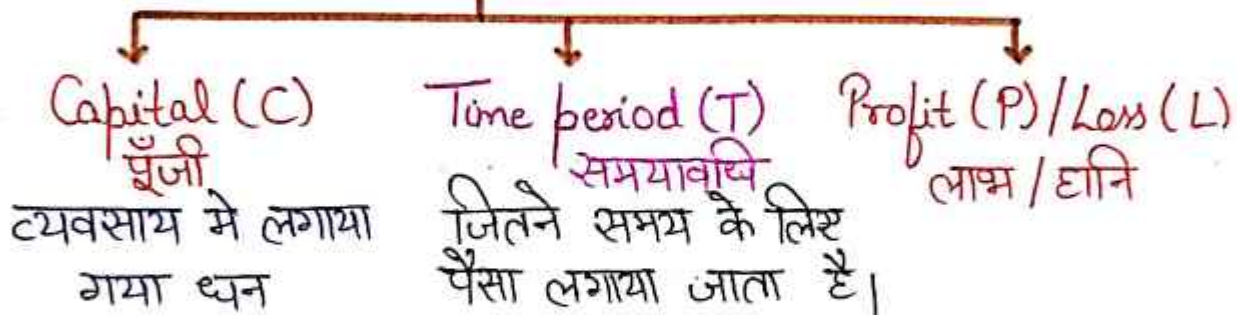 Capital (C) Time period (T) Profit (P) / Loss (L)
पूँजी समयावधि लाभ / हानि
व्यवसाय मे लगाया जितने समय के लिए
गया धन पैसा लगाया जाता है।